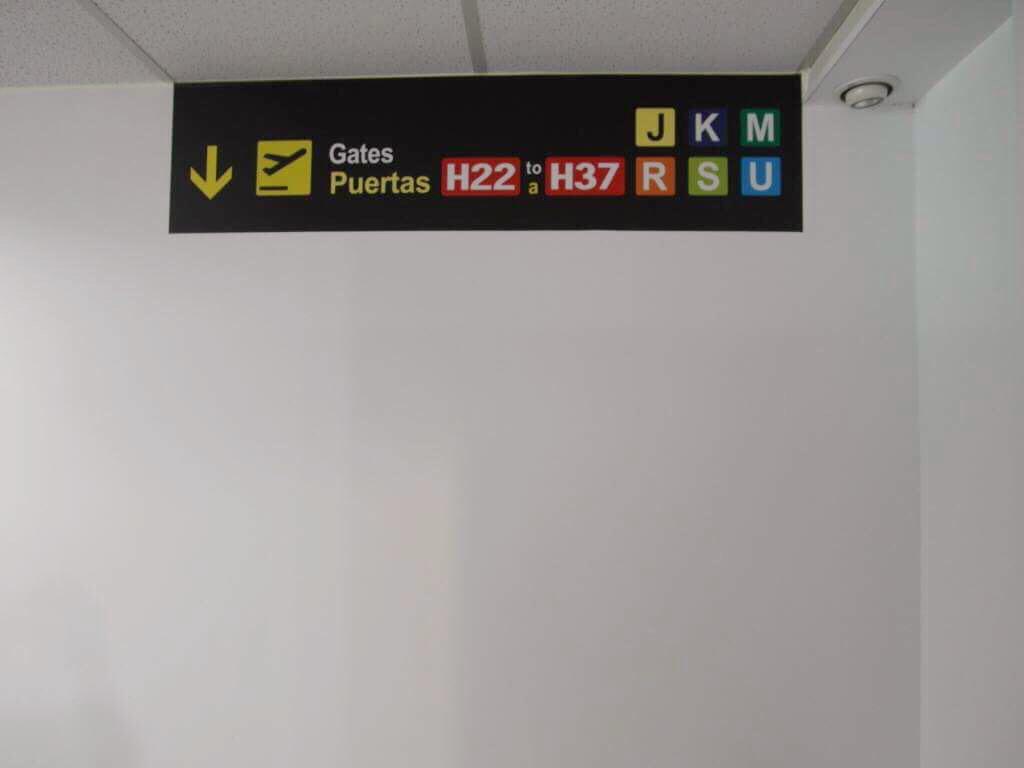 J K M
Gates
Puertas H22 to a H37 R S U